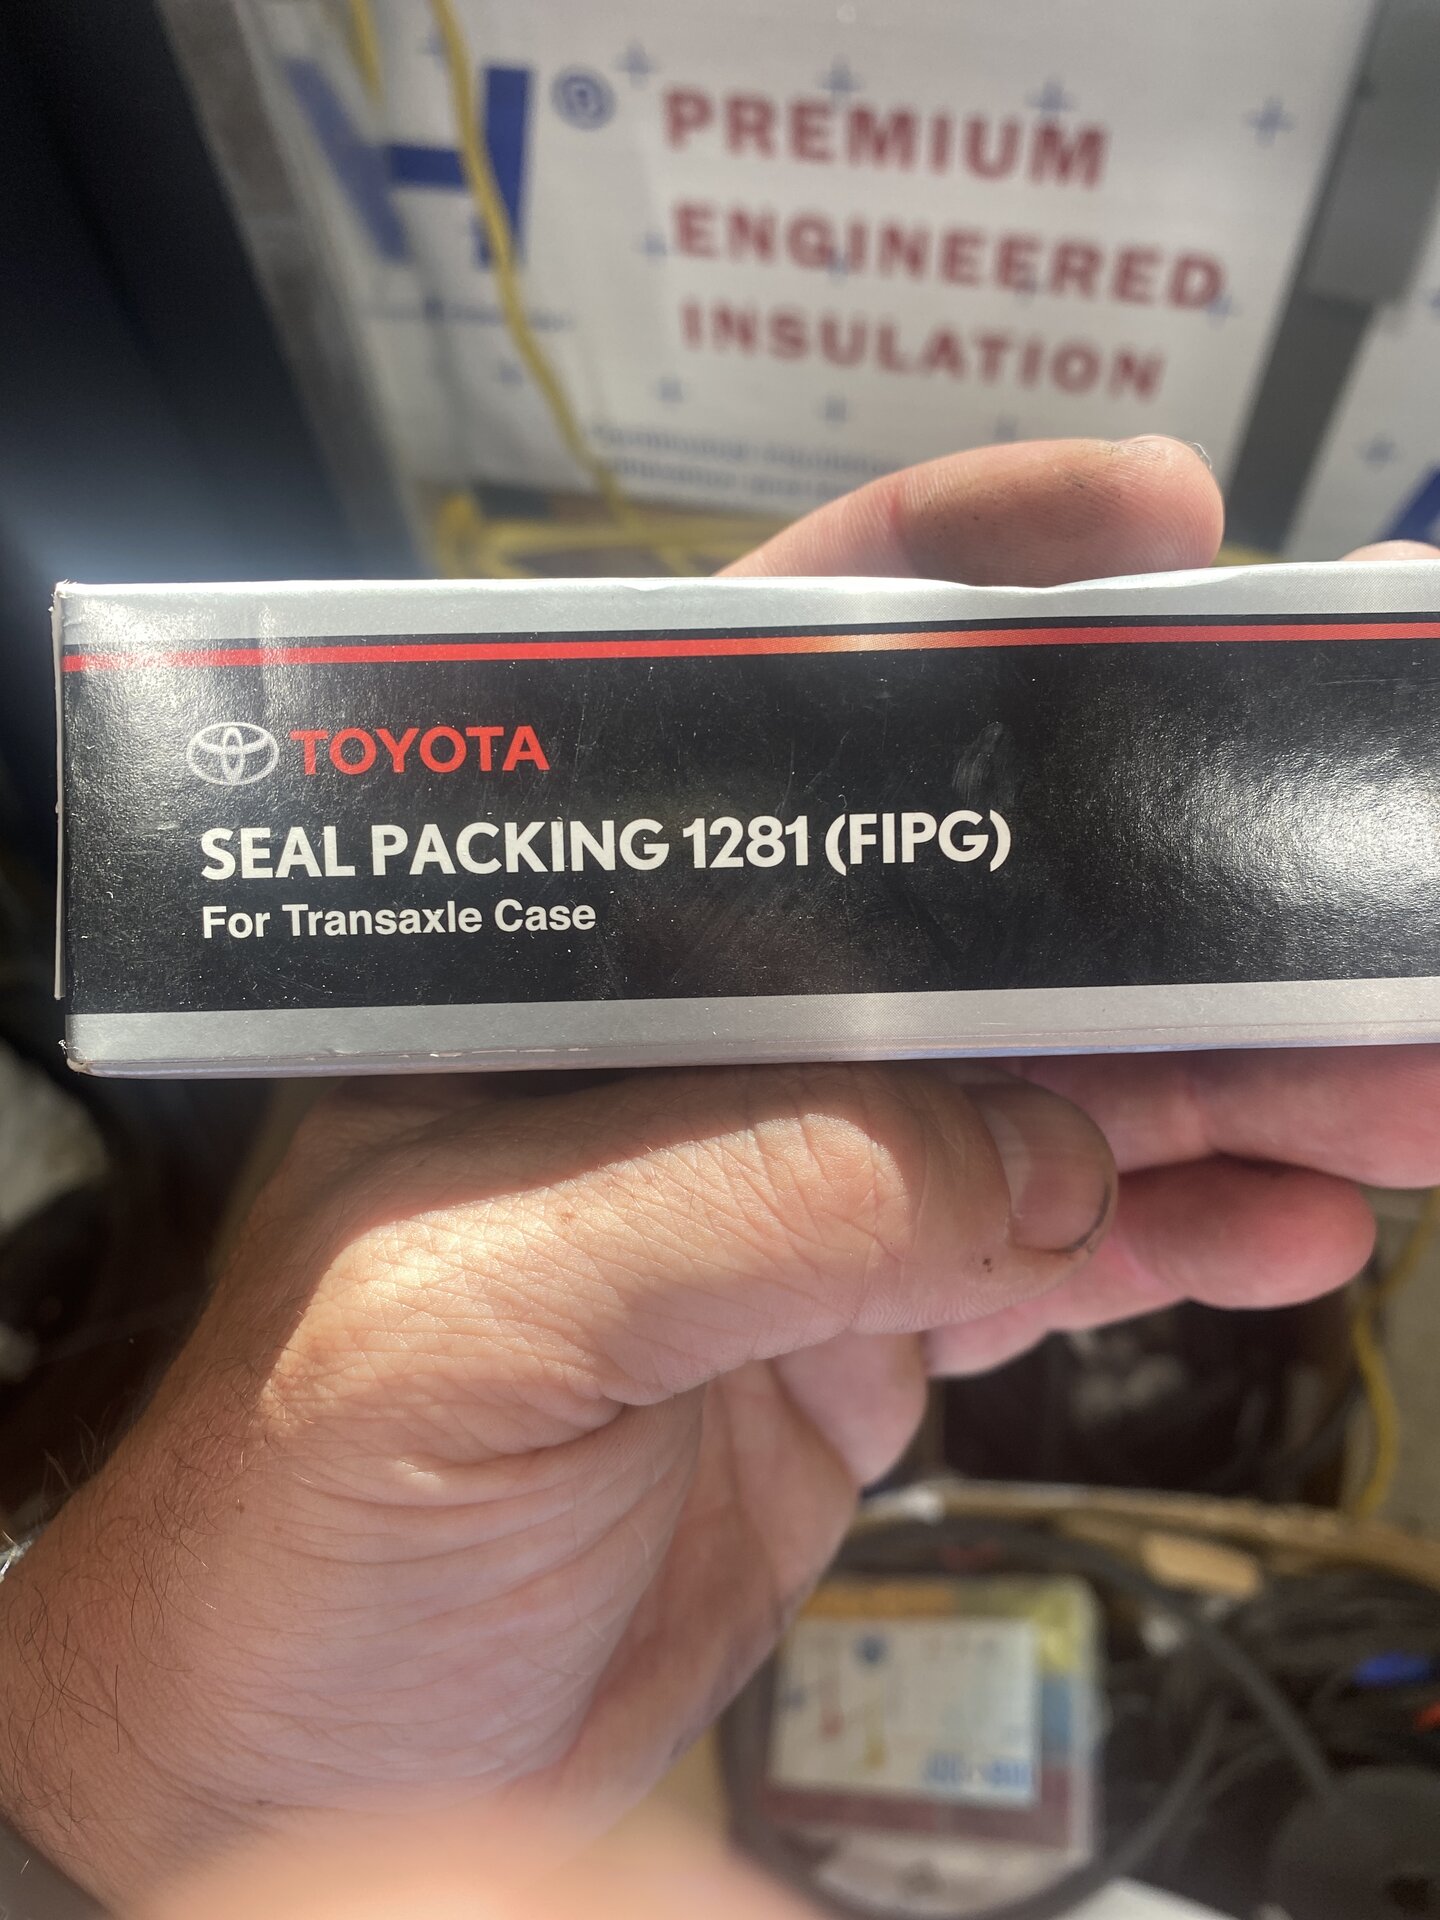 H®
PREMIUM
ENGINEERED
INSULATION
TOYOTA
SEAL PACKING 1281 (FIPG)
For Transaxle Case